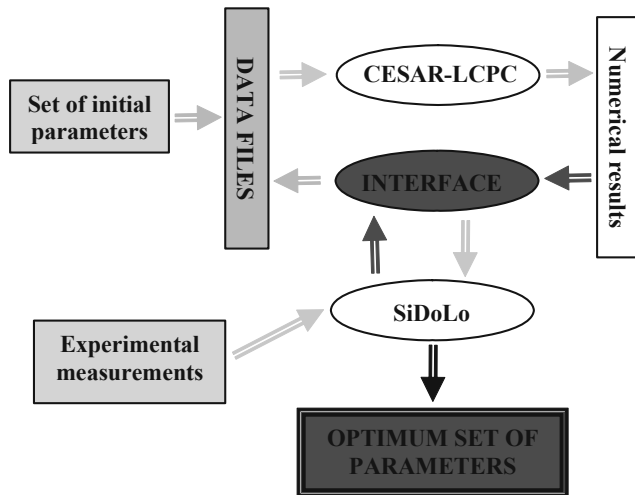 Set of initial
parameters
DATA FILES
CESAR-LCPC
Numerical results
INTERFACE
SiDoLo
Experimental
measurements
OPTIMUM SET OF
PARAMETERS